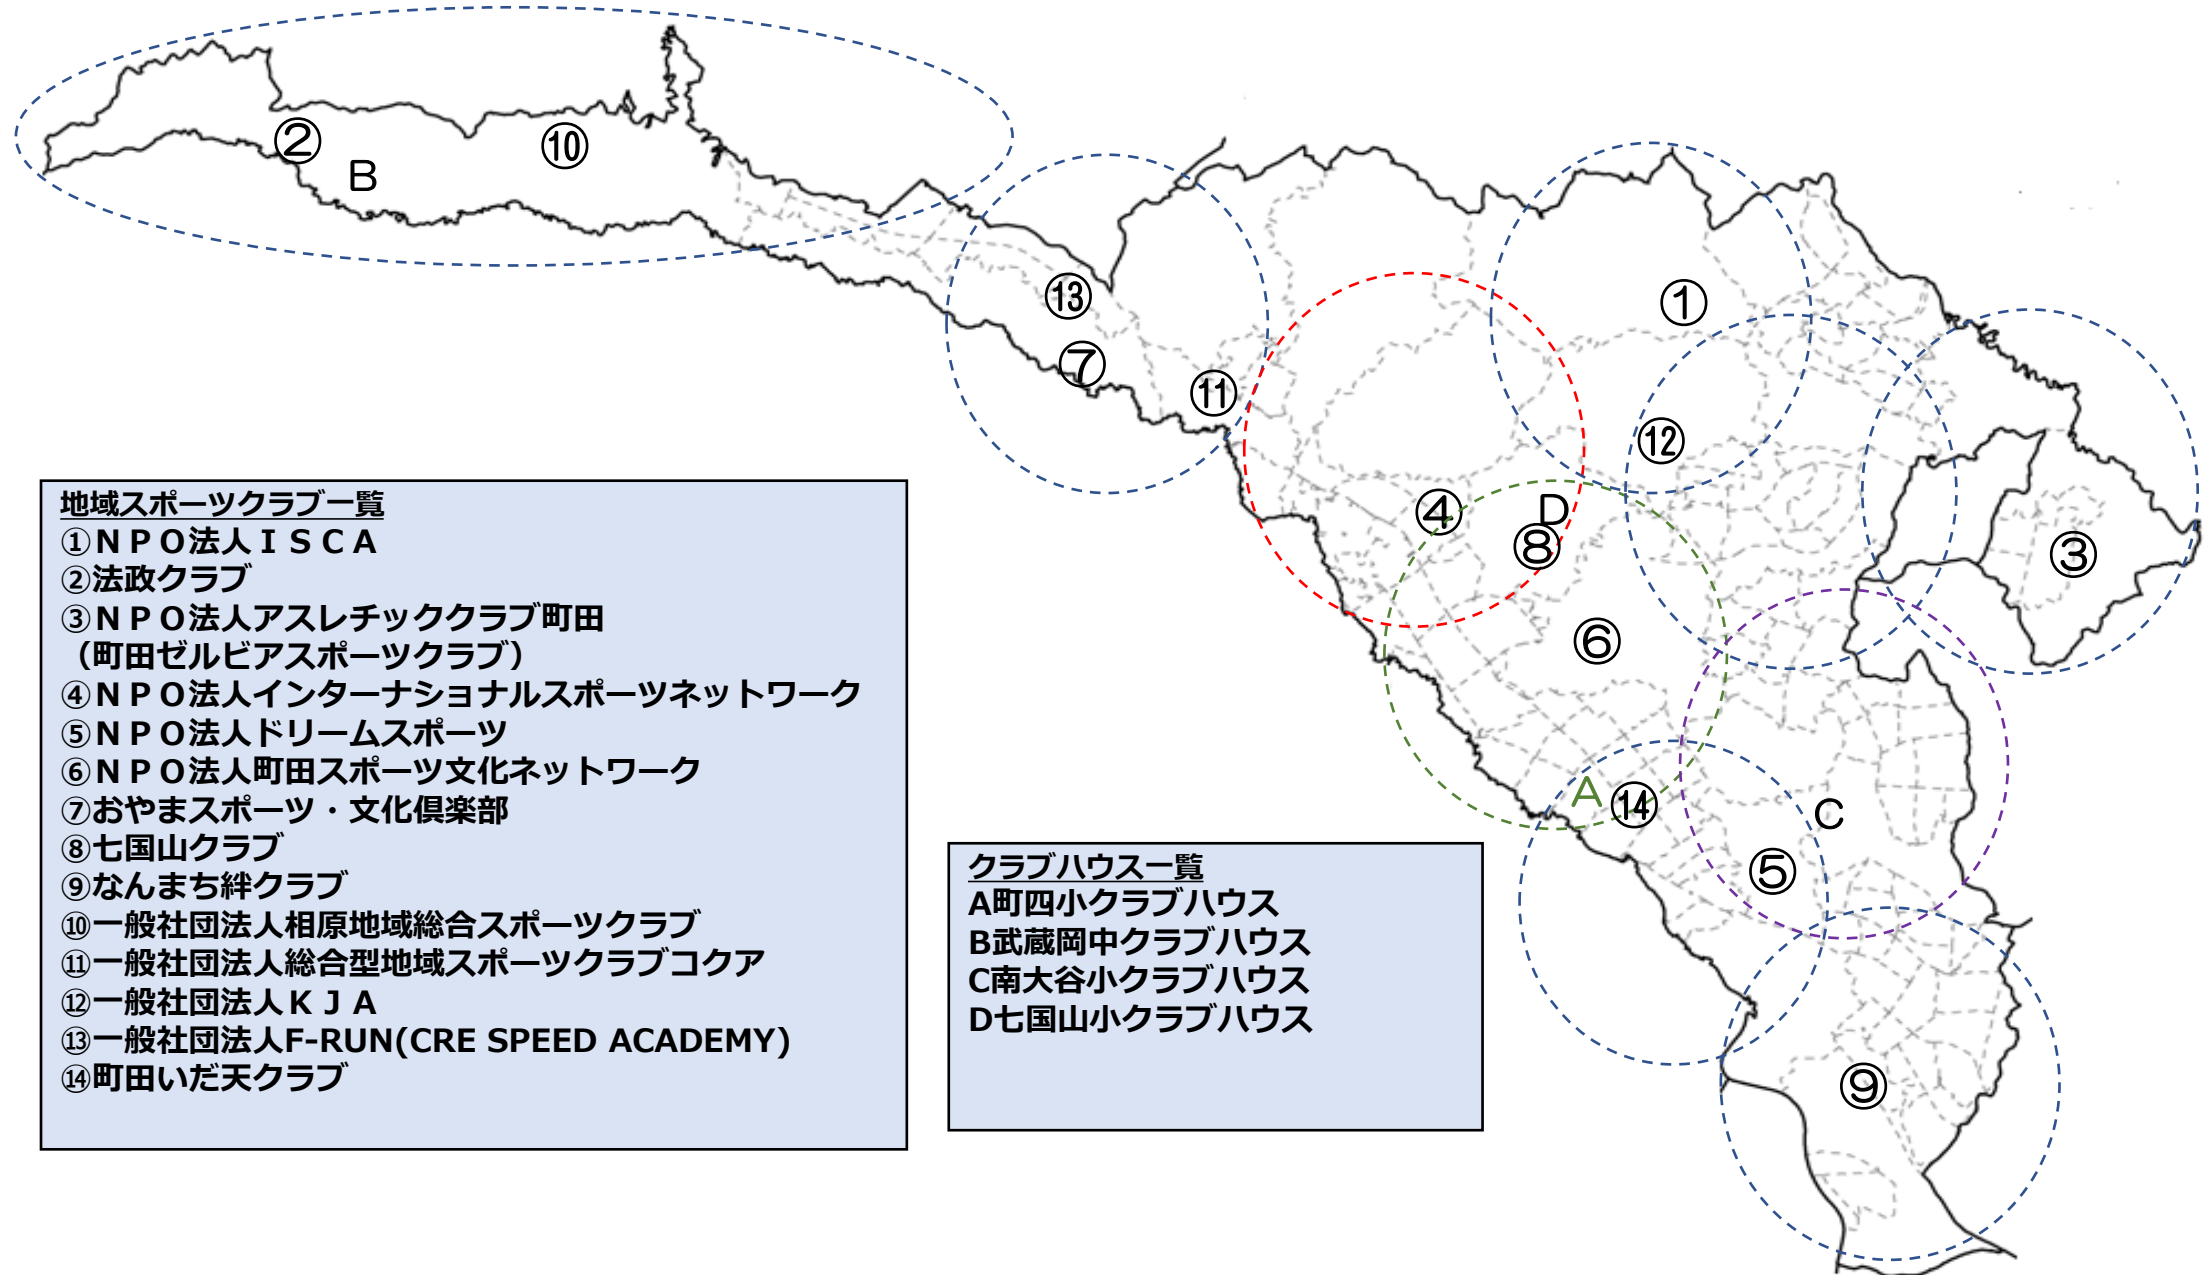 ②
B
⑩
⑬
⑦
⑪
①
⑫
④
D
⑧
③
⑥
A
⑭
C
⑤
⑨
地域スポーツクラブ一覧
①ＮＰＯ法人ＩＳＣＡ
②法政クラブ
③ＮＰＯ法人アスレチッククラブ町田
（町田ゼルビアスポーツクラブ）
④ＮＰＯ法人インターナショナルスポーツネットワーク
⑤ＮＰＯ法人ドリームスポーツ
⑥ＮＰＯ法人町田スポーツ文化ネットワーク
⑦おやまスポーツ・文化倶楽部
⑧七国山クラブ
⑨なんまち絆クラブ
⑩一般社団法人相原地域総合スポーツクラブ
⑪一般社団法人総合型地域スポーツクラブコクア
⑫一般社団法人ＫＪＡ
⑬一般社団法人F-RUN(CRE SPEED ACADEMY)
⑭町田いだ天クラブ
クラブハウス一覧
A町四小クラブハウス
B武蔵岡中クラブハウス
C南大谷小クラブハウス
D七国山小クラブハウス